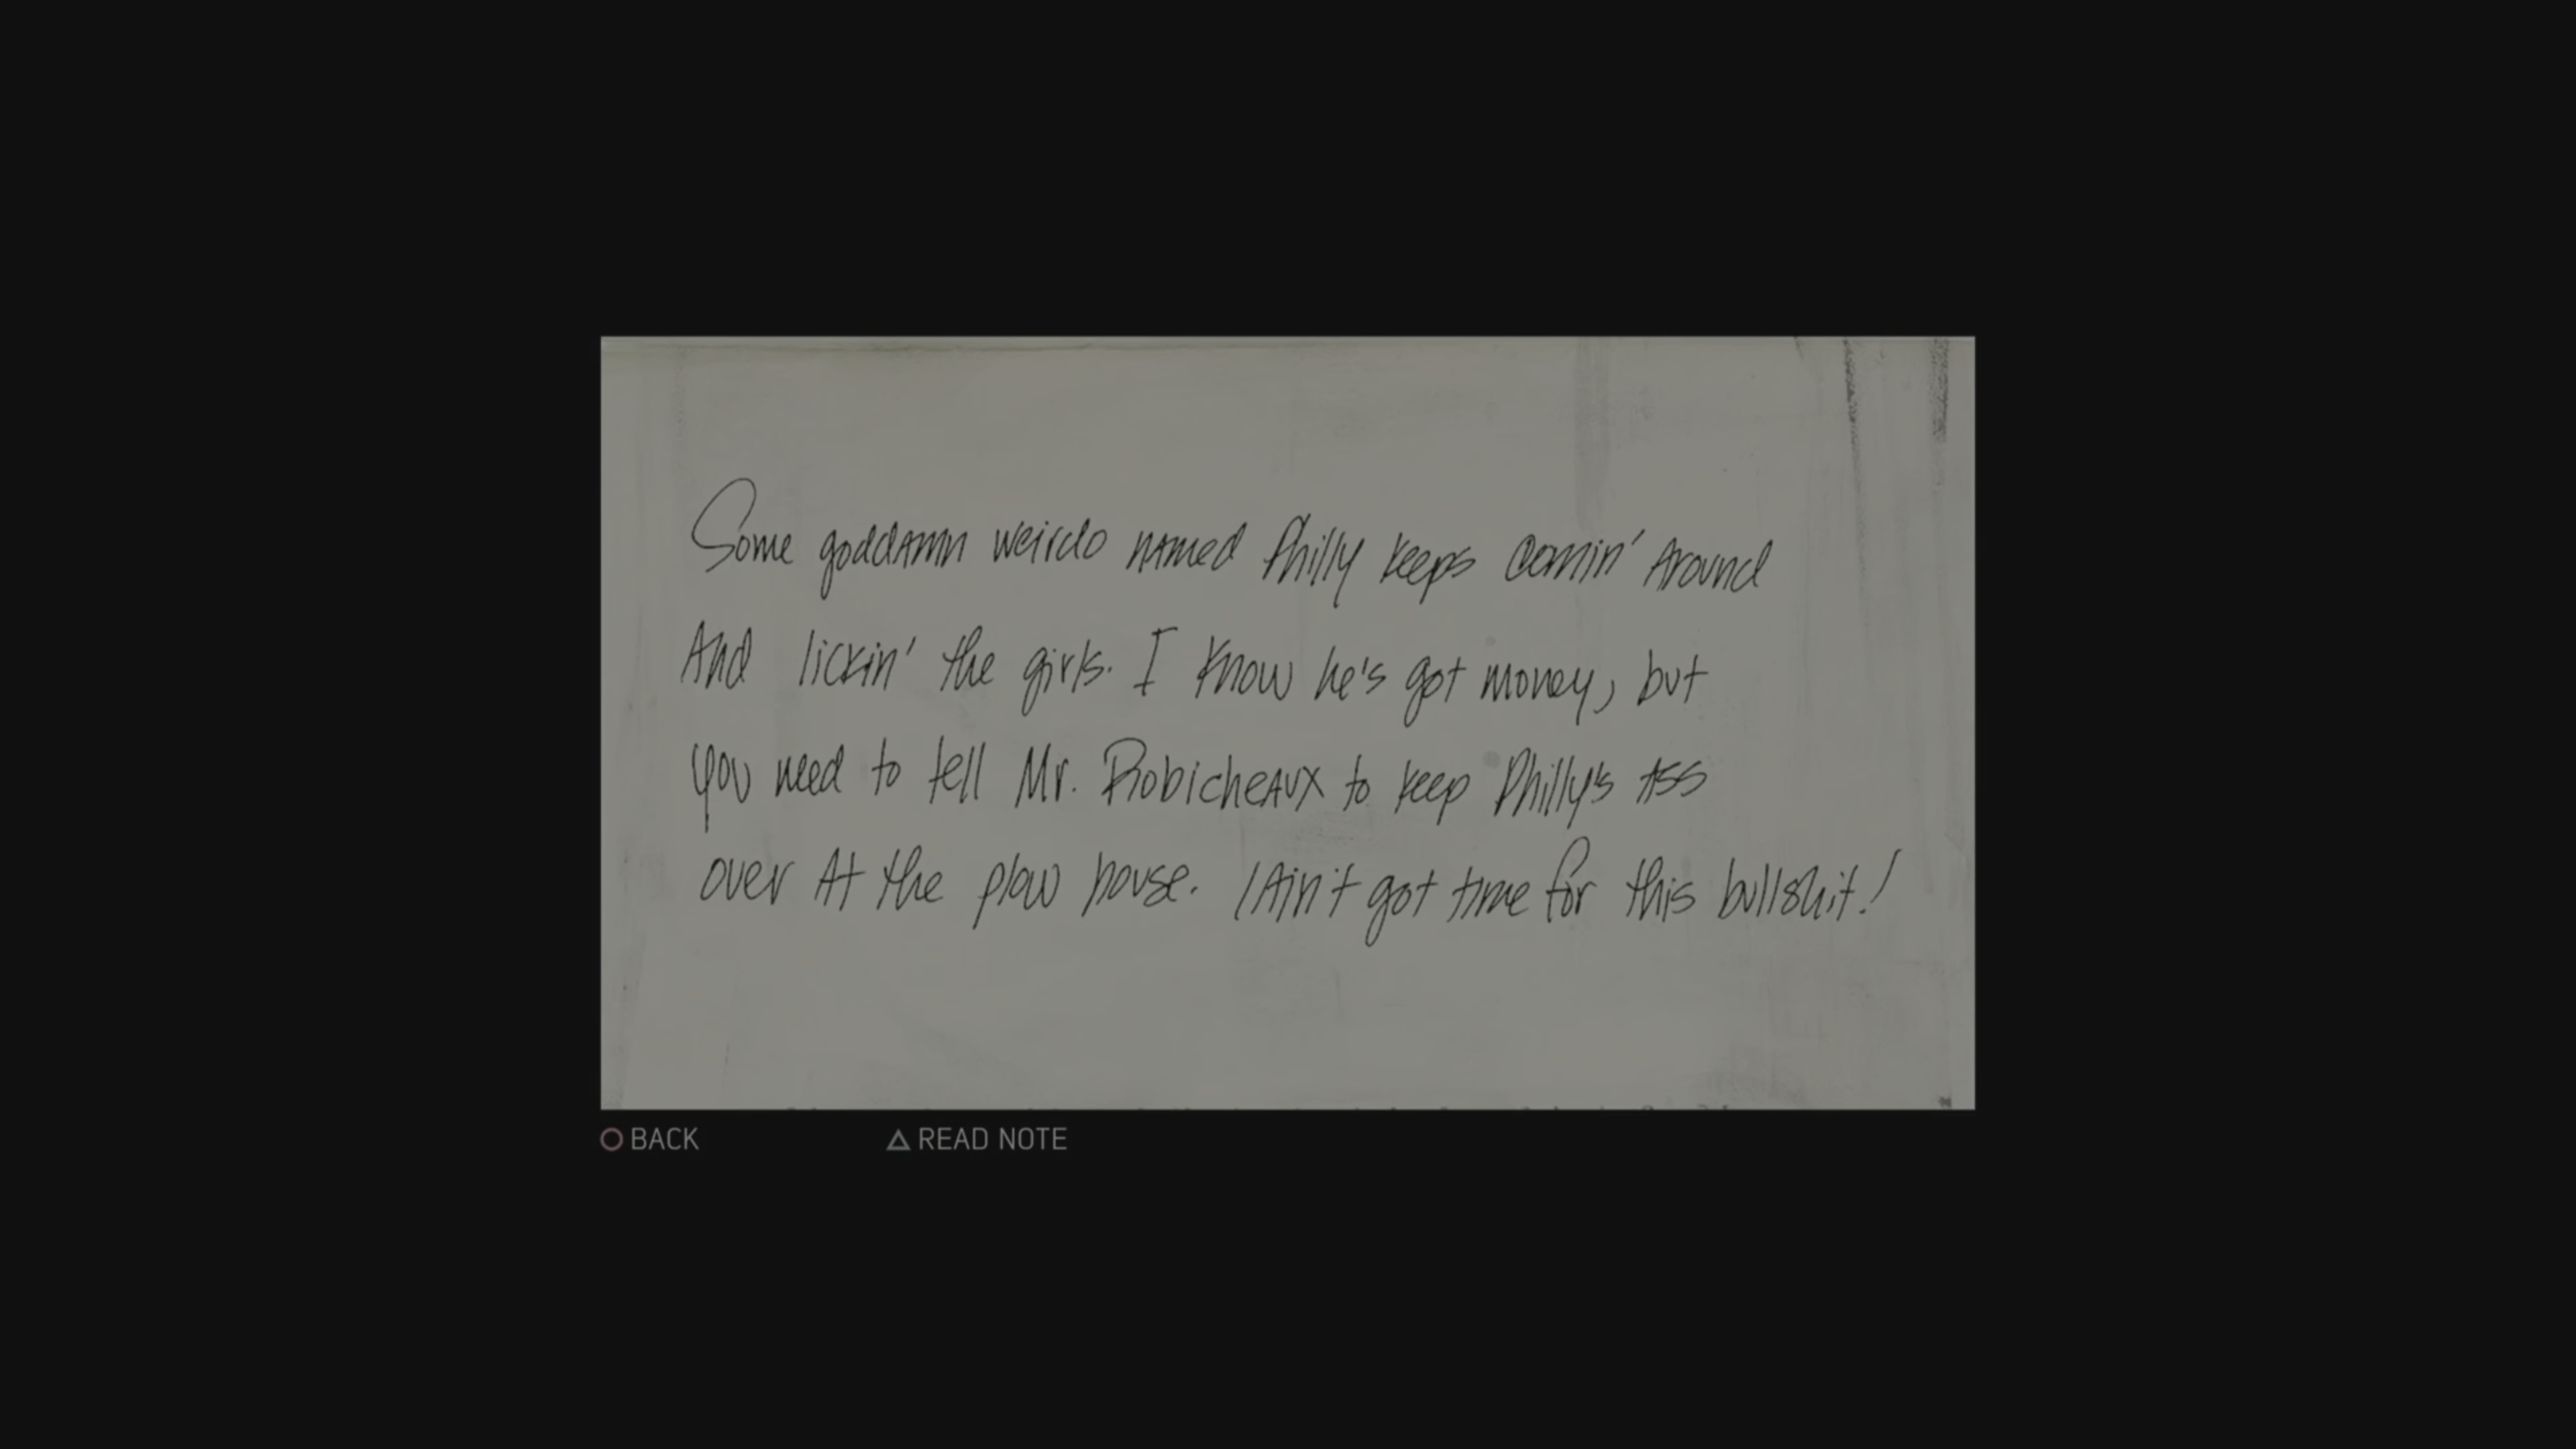 Some goddamn weirdo named Philly keeps comin' around
And lickin' the girls. I know he's got money, but
you need to tell Mr. Robicheaux to keep Philly's ass
over at the plow house. I ain't got time for this bullshit!
BACK
READ NOTE